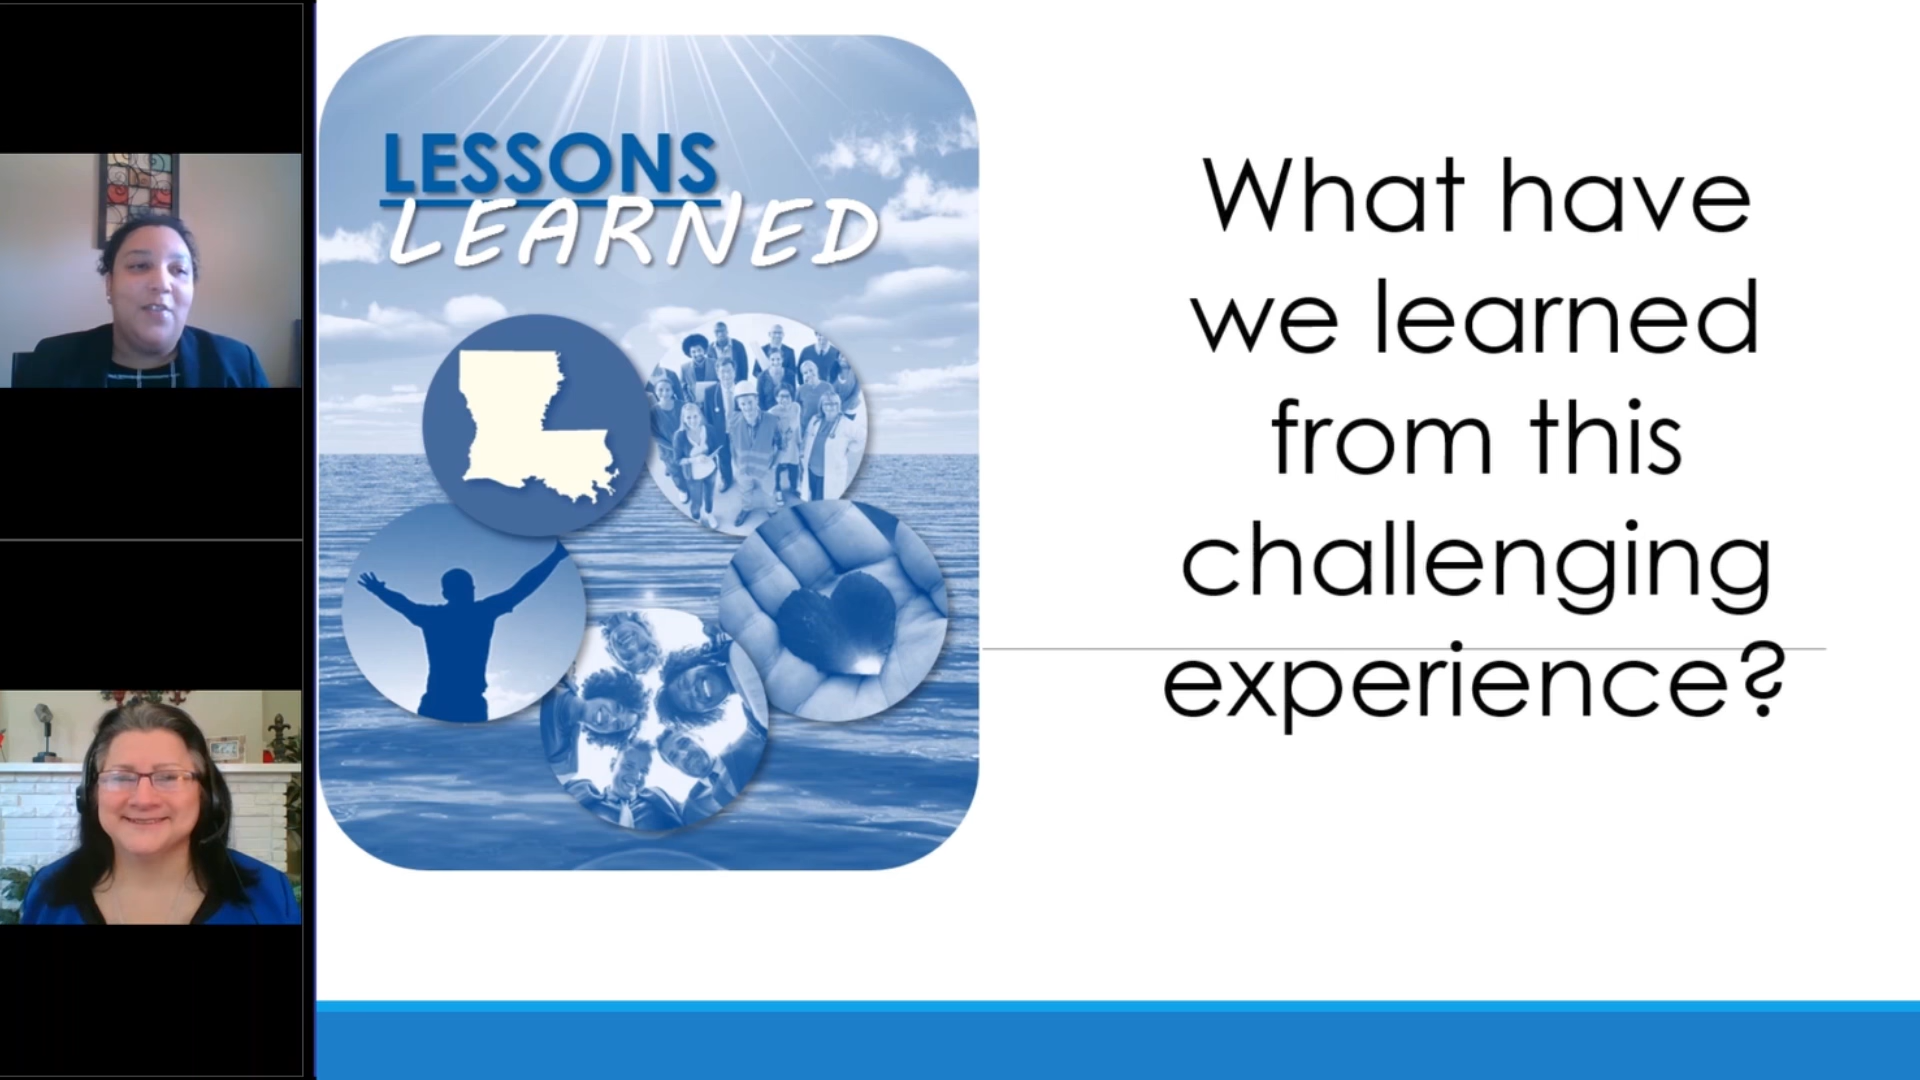 LESSONS
LEARNED
What have
we learned
from this
challenging
experience?